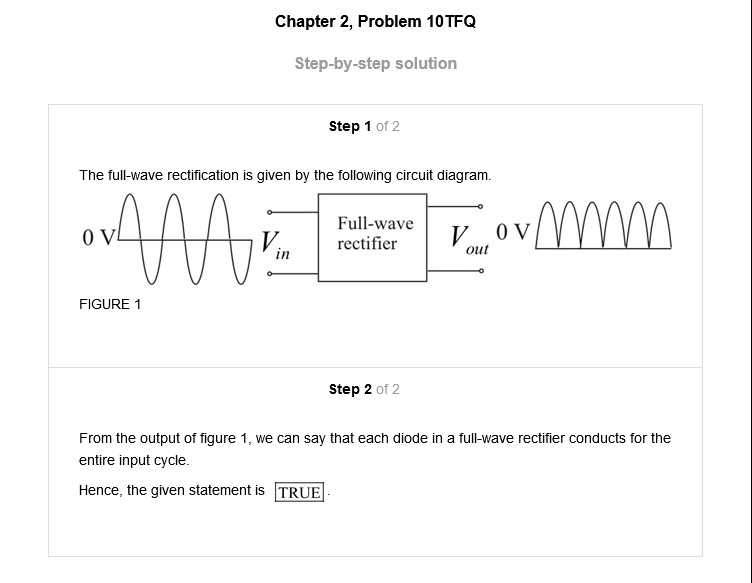 Chapter 2, Problem 10TFQ
Step-by-step solution
Step 1 of 2
The full-wave rectification is given by the following circuit diagram.
0 V
V in
Full-wave
rectifier
V out
0 V
FIGURE 1
Step 2 of 2
From the output of figure 1, we can say that each diode in a full-wave rectifier conducts for the
entire input cycle.
Hence, the given statement is TRUE.